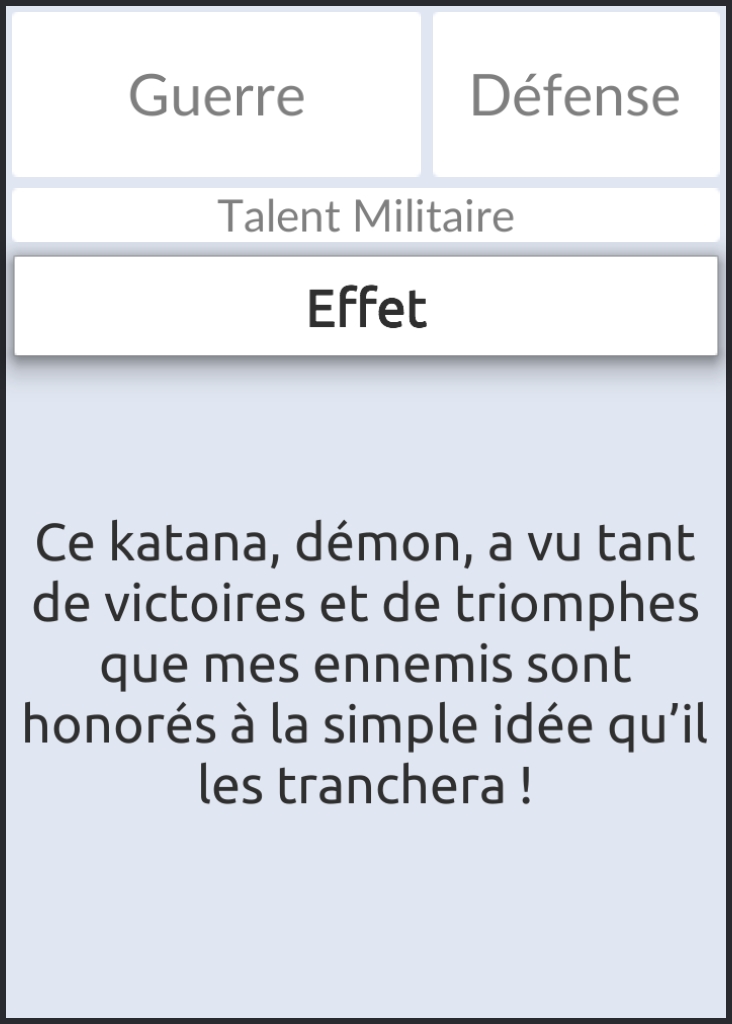 Guerre
Défense
Talent Militaire
Effet
Ce katana, démon, a vu tant
de victoires et de triomphes
que mes ennemis sont
honorés à la simple idée qu’il
les tranchera !